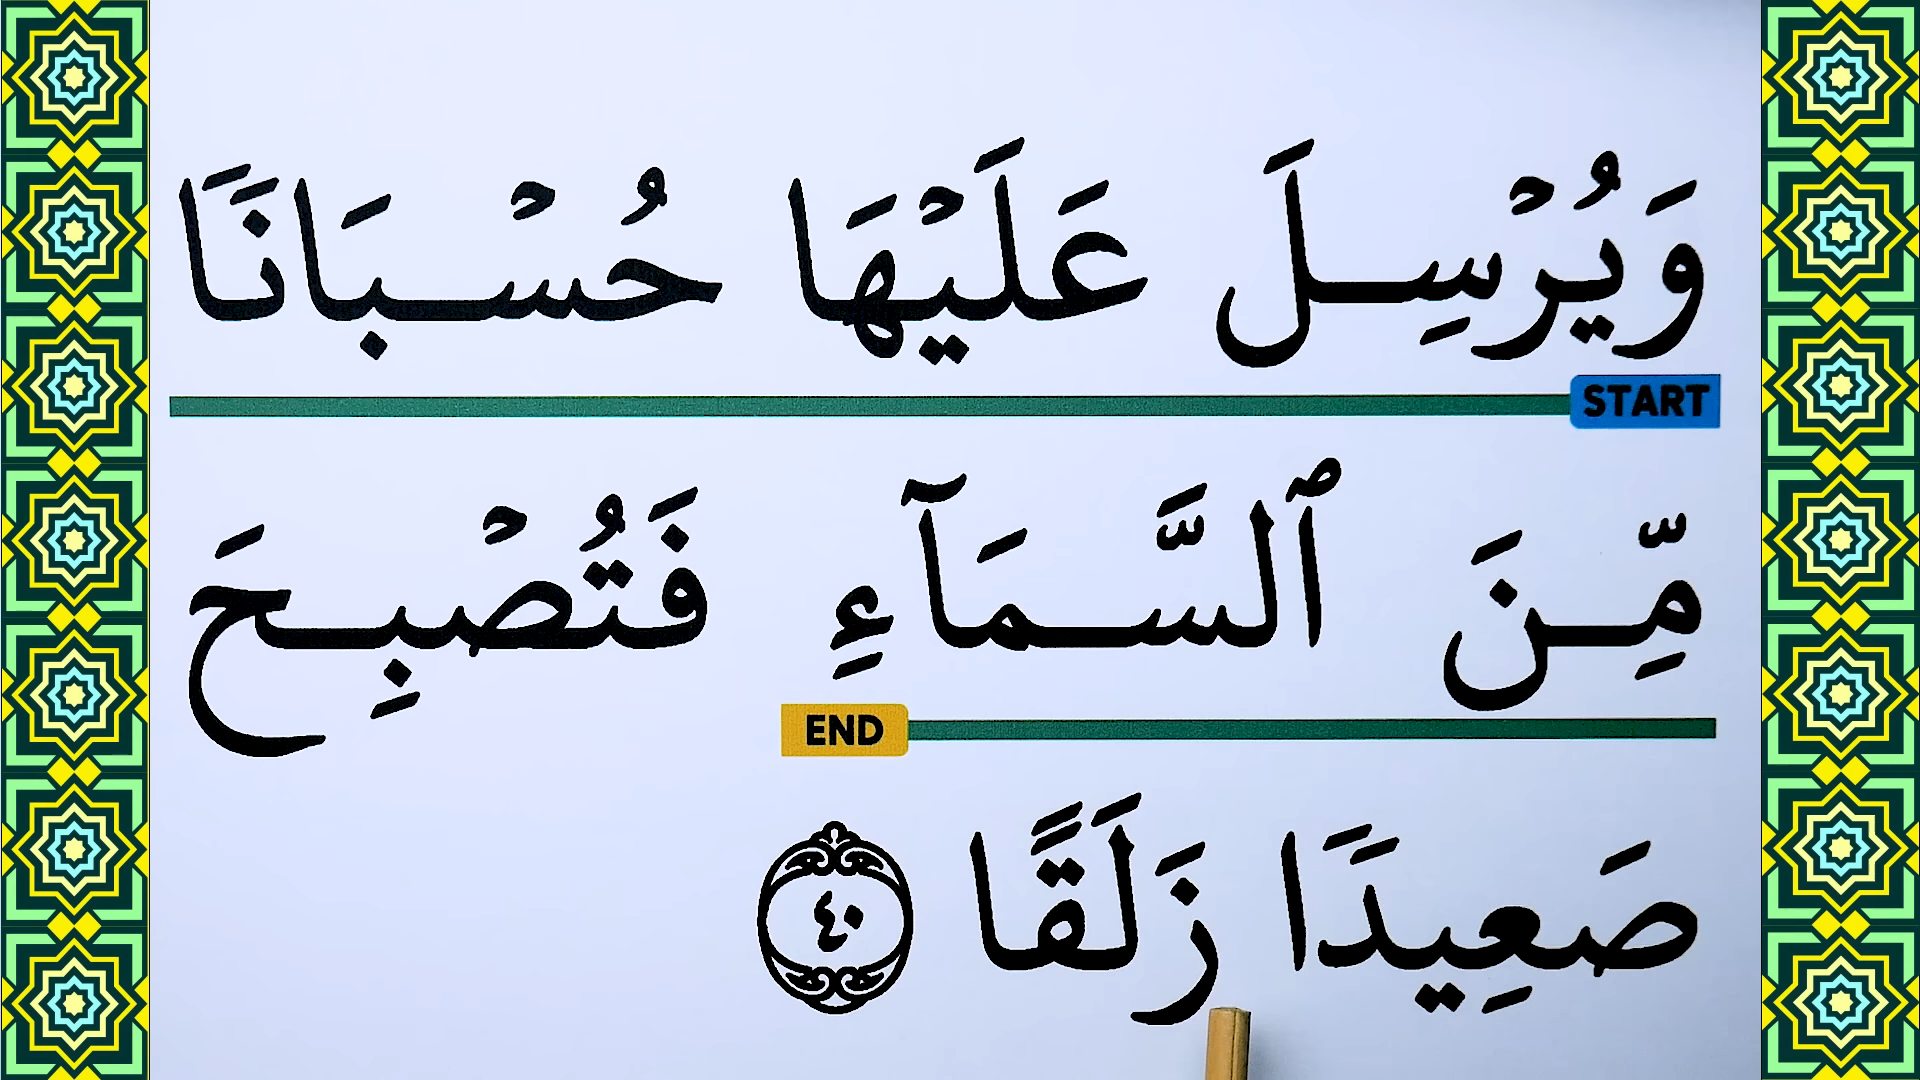 وَيُرْسِلَ عَلَيْهَا حُسْبَانًا
START
مِّنَ ٱلسَّمَآءِ فَتُصْبِحَ
END
صَعِيدًا زَلَقًا ٤٠